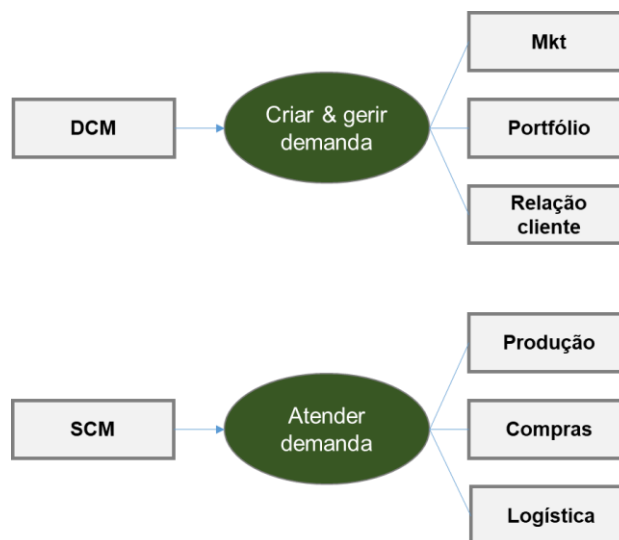 Mkt
DCM
Criar & gerir
demanda
Portfólio
Relação
cliente
Produção
SCM
Atender
demanda
Compras
Logística